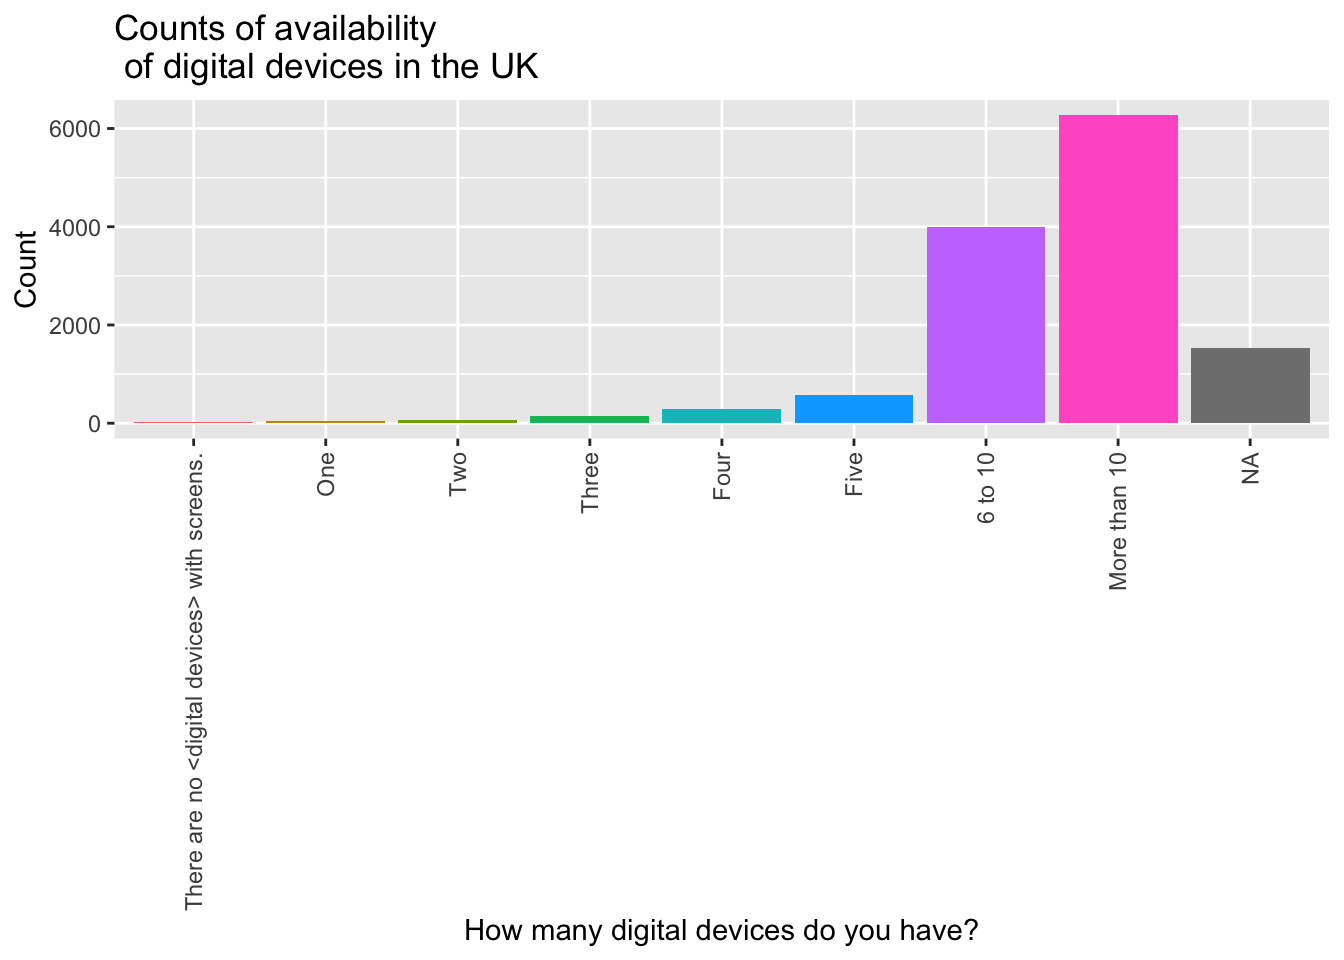 Counts of availability
of digital devices in the UK
Count
6000
4000
2000
0
There are no <digital devices> with screens.
One
Two
Three
Four
Five
6 to 10
More than 10
NA
How many digital devices do you have?